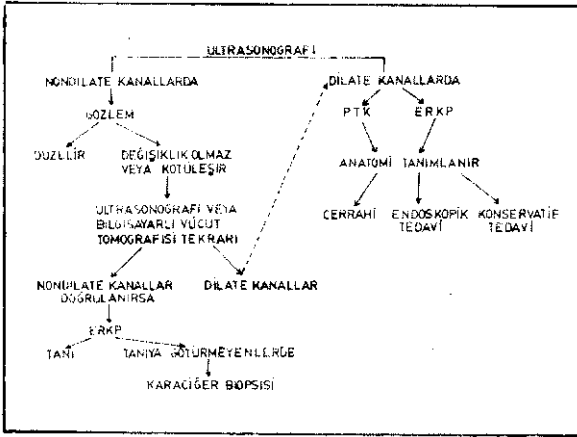 ULTRASONOGRAFİ
NONDİLATE KANALLARDA
DİLATE KANALLARDA
GÖZLEM
PTK
ERKP
DÜZELİR
DEĞİŞİKLİK OLMAZ
VEYA KÖTÜLEŞİR
ANATOMİ TANIMLANIR
ULTRASONOGRAFİ VEYA
BİLGİSAYARLI VÜCUT
TOMOGRAFİSİ TEKRARI
CERRAHİ
ENDOSKOPİK
TEDAVİ
KONSERVATİF
TEDAVİ
NONDİLATE KANALLAR
DOĞRULANIRSA
DİLATE KANALLAR
ERKP
TANI
TANIYA GÖTÜRMEYENLERDE
KARACİĞER BİOPSİSİ